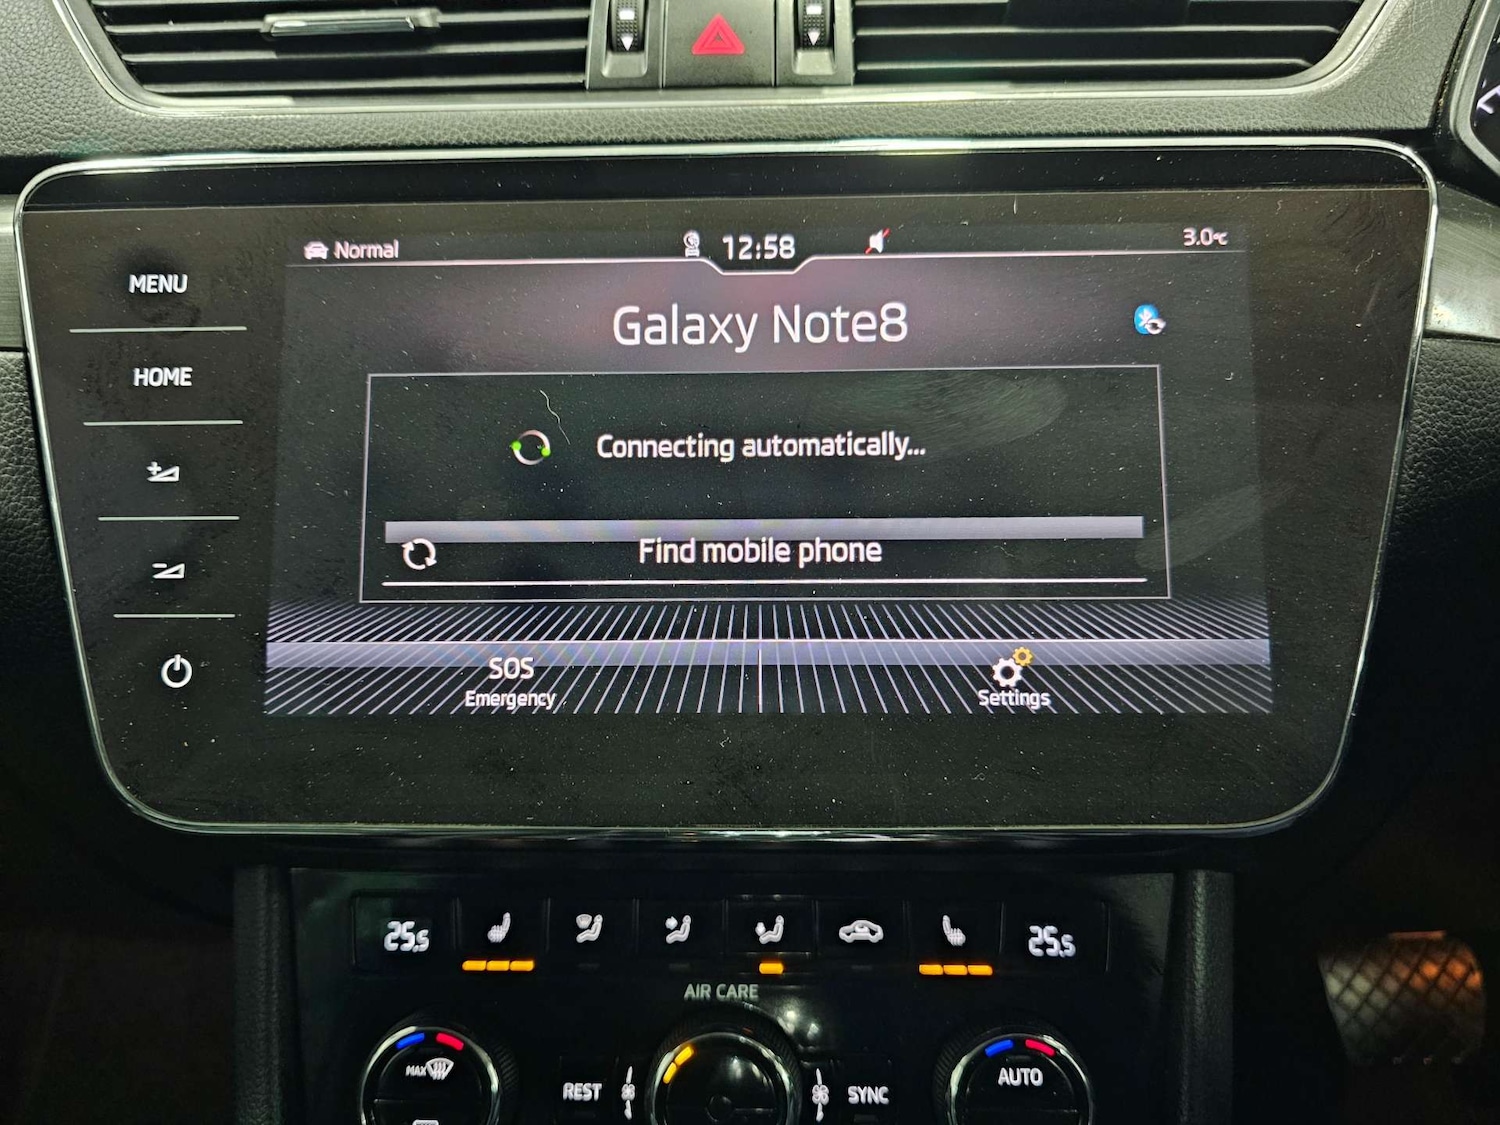 Normal
12:58
3.0°C
MENU
HOME
Galaxy Note8
Connecting automatically...
Find mobile phone
SOS
Emergency
Settings
25.5
25.5
AIR CARE
MAX
REST
SYNC
AUTO